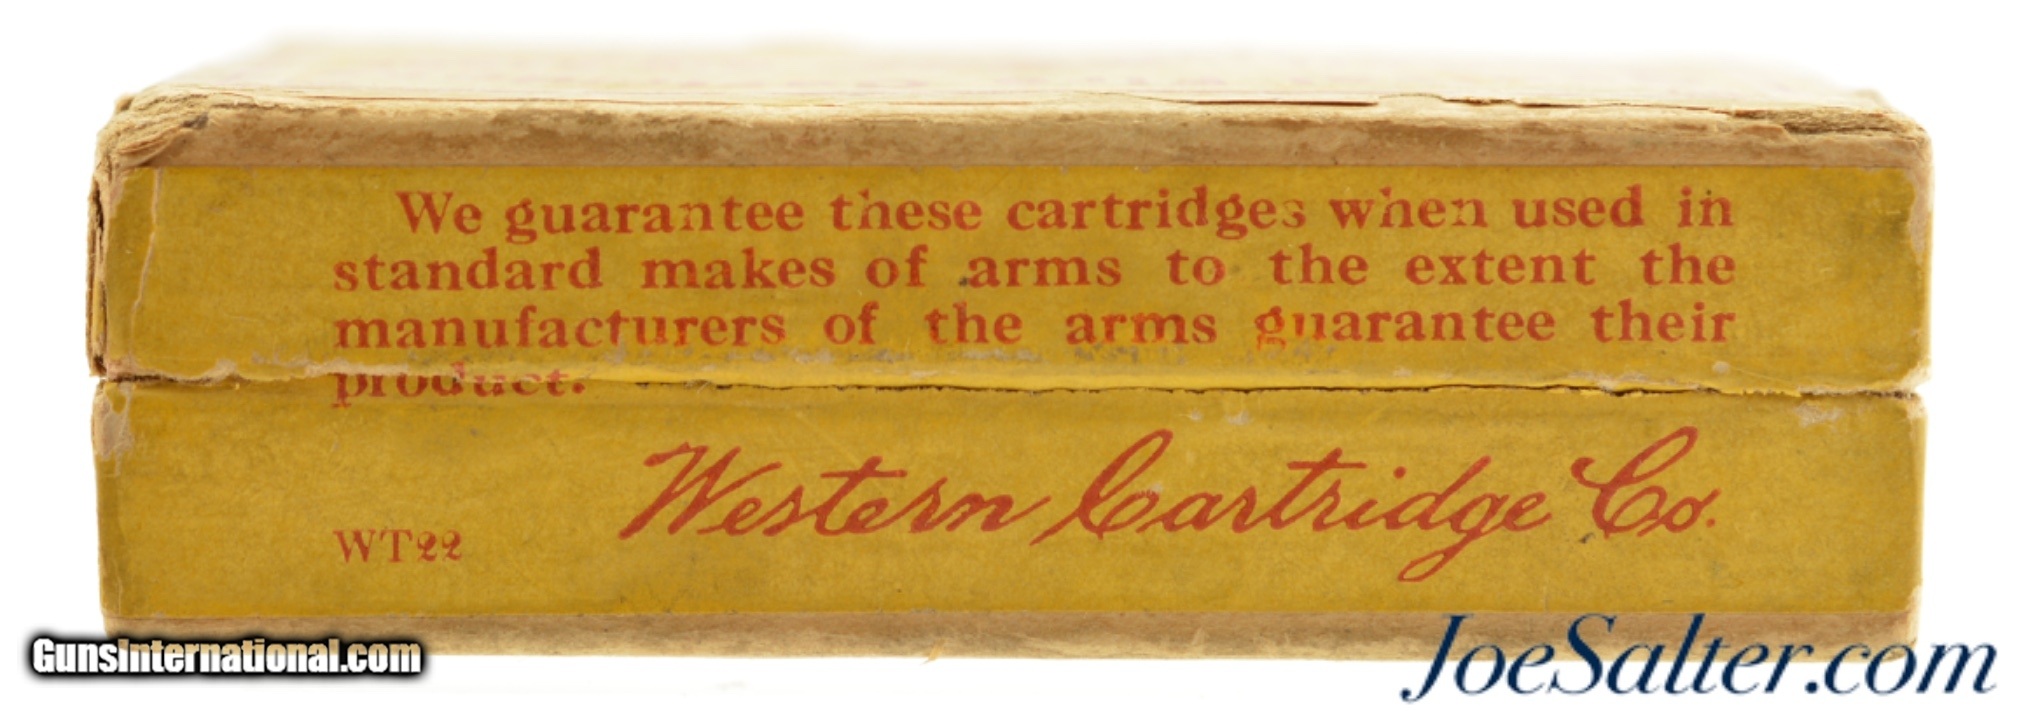 We guarantee these cartridges when used in
standard makes of arms to the extent the
manufacturers of the arms guarantee their
product.
Western Cartridge Co.
WT22
GunsInternational.com
JoeSalter.com